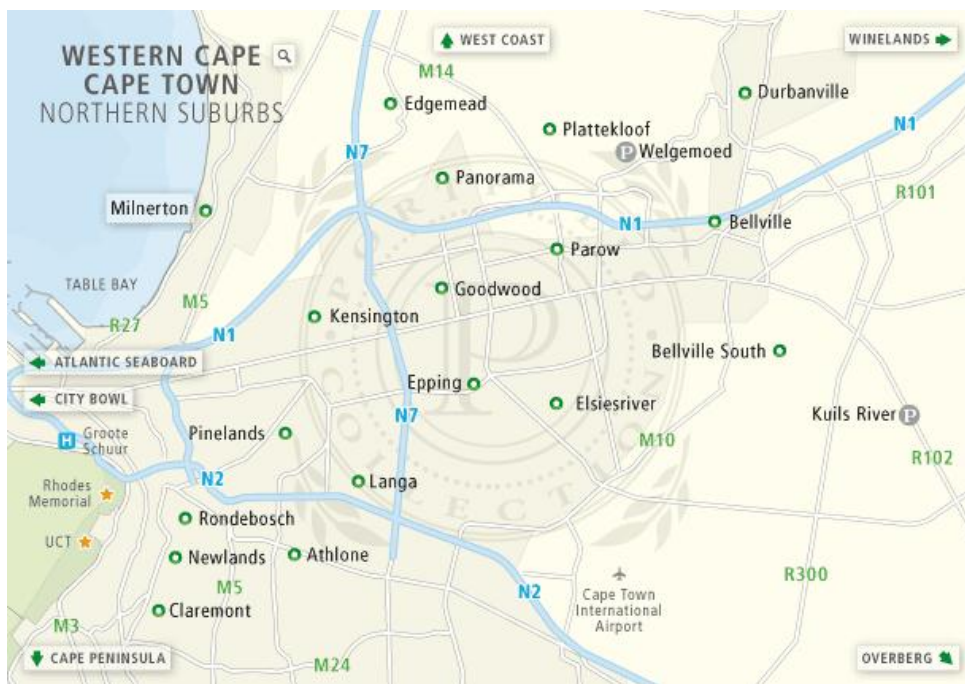 WESTERN CAPE
CAPE TOWN
NORTHERN SUBURBS
WEST COAST
WINELANDS
M14
Edgemead
Durbanville
Plattekloof
N1
N7
P Welgemoed
Panorama
R101
Milnerton
N1
Bellville
Parow
TABLE BAY
Goodwood
M5
Kensington
R27
N1
Bellville South
ATLANTIC SEABOARD
Epping
CITY BOWL
Elsiesriver
N7
Kuils River P
H Groote
Schuur
Pinelands
M10
R102
N2
Langa
Rhodes
Memorial
Rondebosch
UCT
Newlands
Athlone
R300
M5
N2
Cape Town
International
Airport
Claremont
M3
CAPE PENINSULA
M24
OVERBERG
P